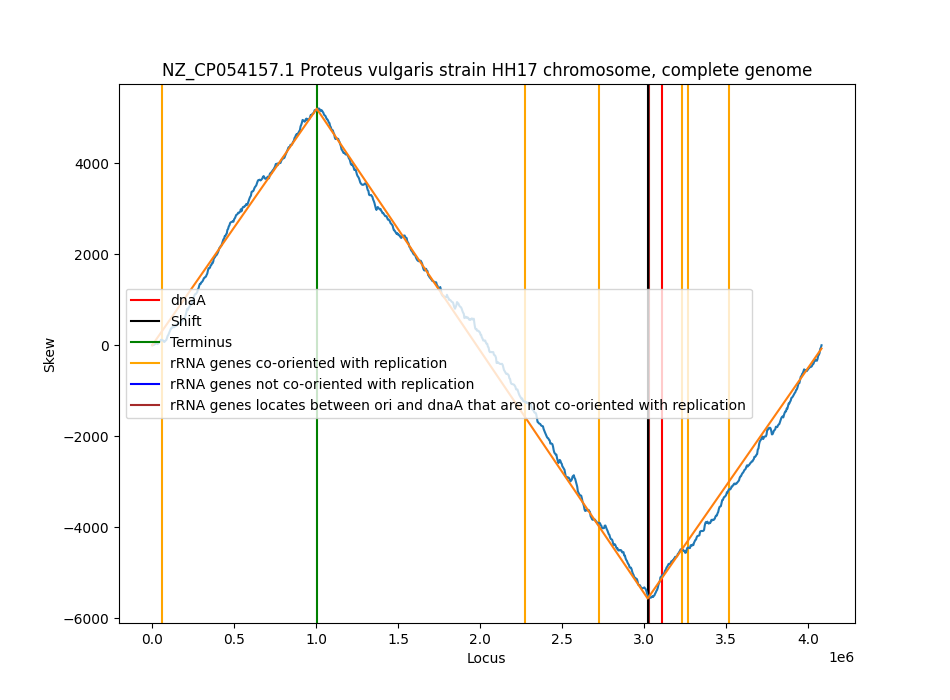 NZ_CP054157.1 Proteus vulgaris strain HH17 chromosome, complete genome
4000
2000
0
−2000
−4000
−6000
Skew
dnaA
Shift
Terminus
rRNA genes co-oriented with replication
rRNA genes not co-oriented with replication
rRNA genes locates between ori and dnaA that are not co-oriented with replication
0.0 0.5 1.0 1.5 2.0 2.5 3.0 3.5 4.0
1e6
Locus